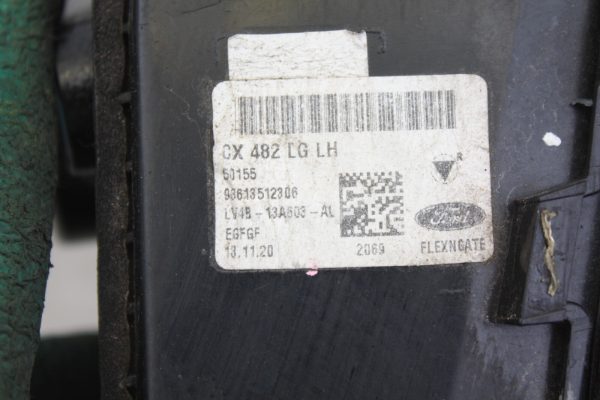 CX 482 LG LH
50155
93613512306
LV4B-13A603-AL
EGFGF
13.11.20
R
2069
Ford
FLEXNGATE